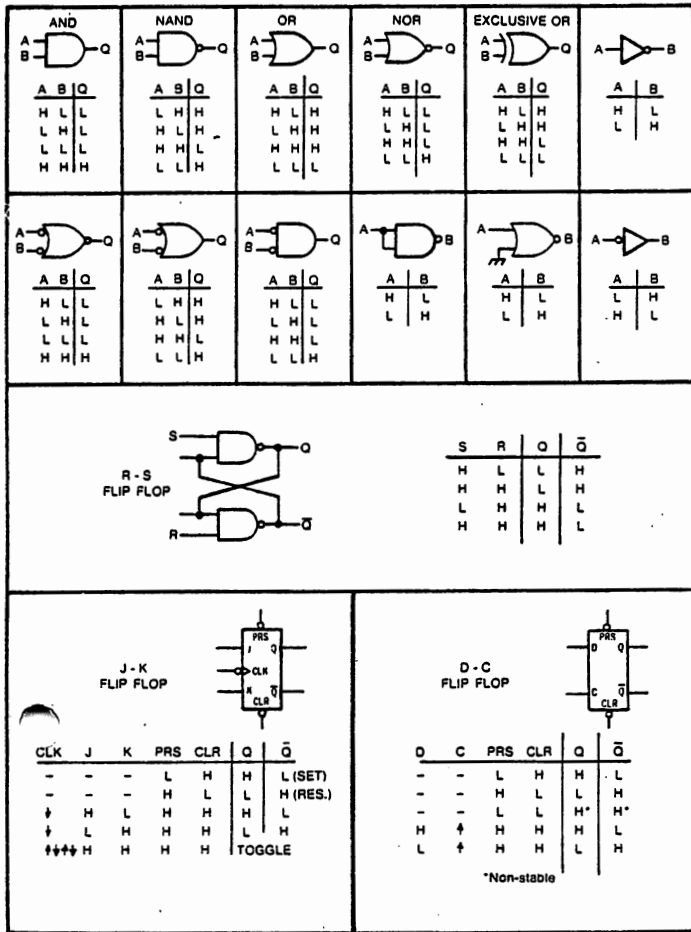 AND NAND OR NOR EXCLUSIVE OR
A B Q A B Q A B Q A B Q A B Q A B
A B Q A B Q A B Q A B Q A B Q A B
H L L L H H L H H H L L H L H H L
L H L H L H H L H L H L L H H L H
L L L H H L H H H H H L H H L
H H H L L H L L L L L H L L L
A B Q A B Q A B Q A B A B A B
A B Q A B Q A B Q A B A B A B
H L L L H H H L L H L H L L H
L H L H L H L H L L H L H H L
L L L H H L H H L
H H H L L H L L H
S Q
R - S
FLIP FLOP
R Q̅
S R Q Q̅
H L L H
H H L H
L H H L
H H H L
J - K
FLIP FLOP
PRS
J Q
CLK
K Q̅
CLR
CLK J K PRS CLR Q Q̅
- - - L H H L (SET)
- - - H L L H (RES.)
↓ H L H H H L
↓ L H H H L H
↑↓↑↓ H H H H TOGGLE
D - C
FLIP FLOP
PRS
D Q
C Q̅
CLR
D C PRS CLR Q Q̅
- - L H H L
- - H L L H
- - L L H* H*
H ↑ H H H L
L ↑ H H L H
*Non-stable